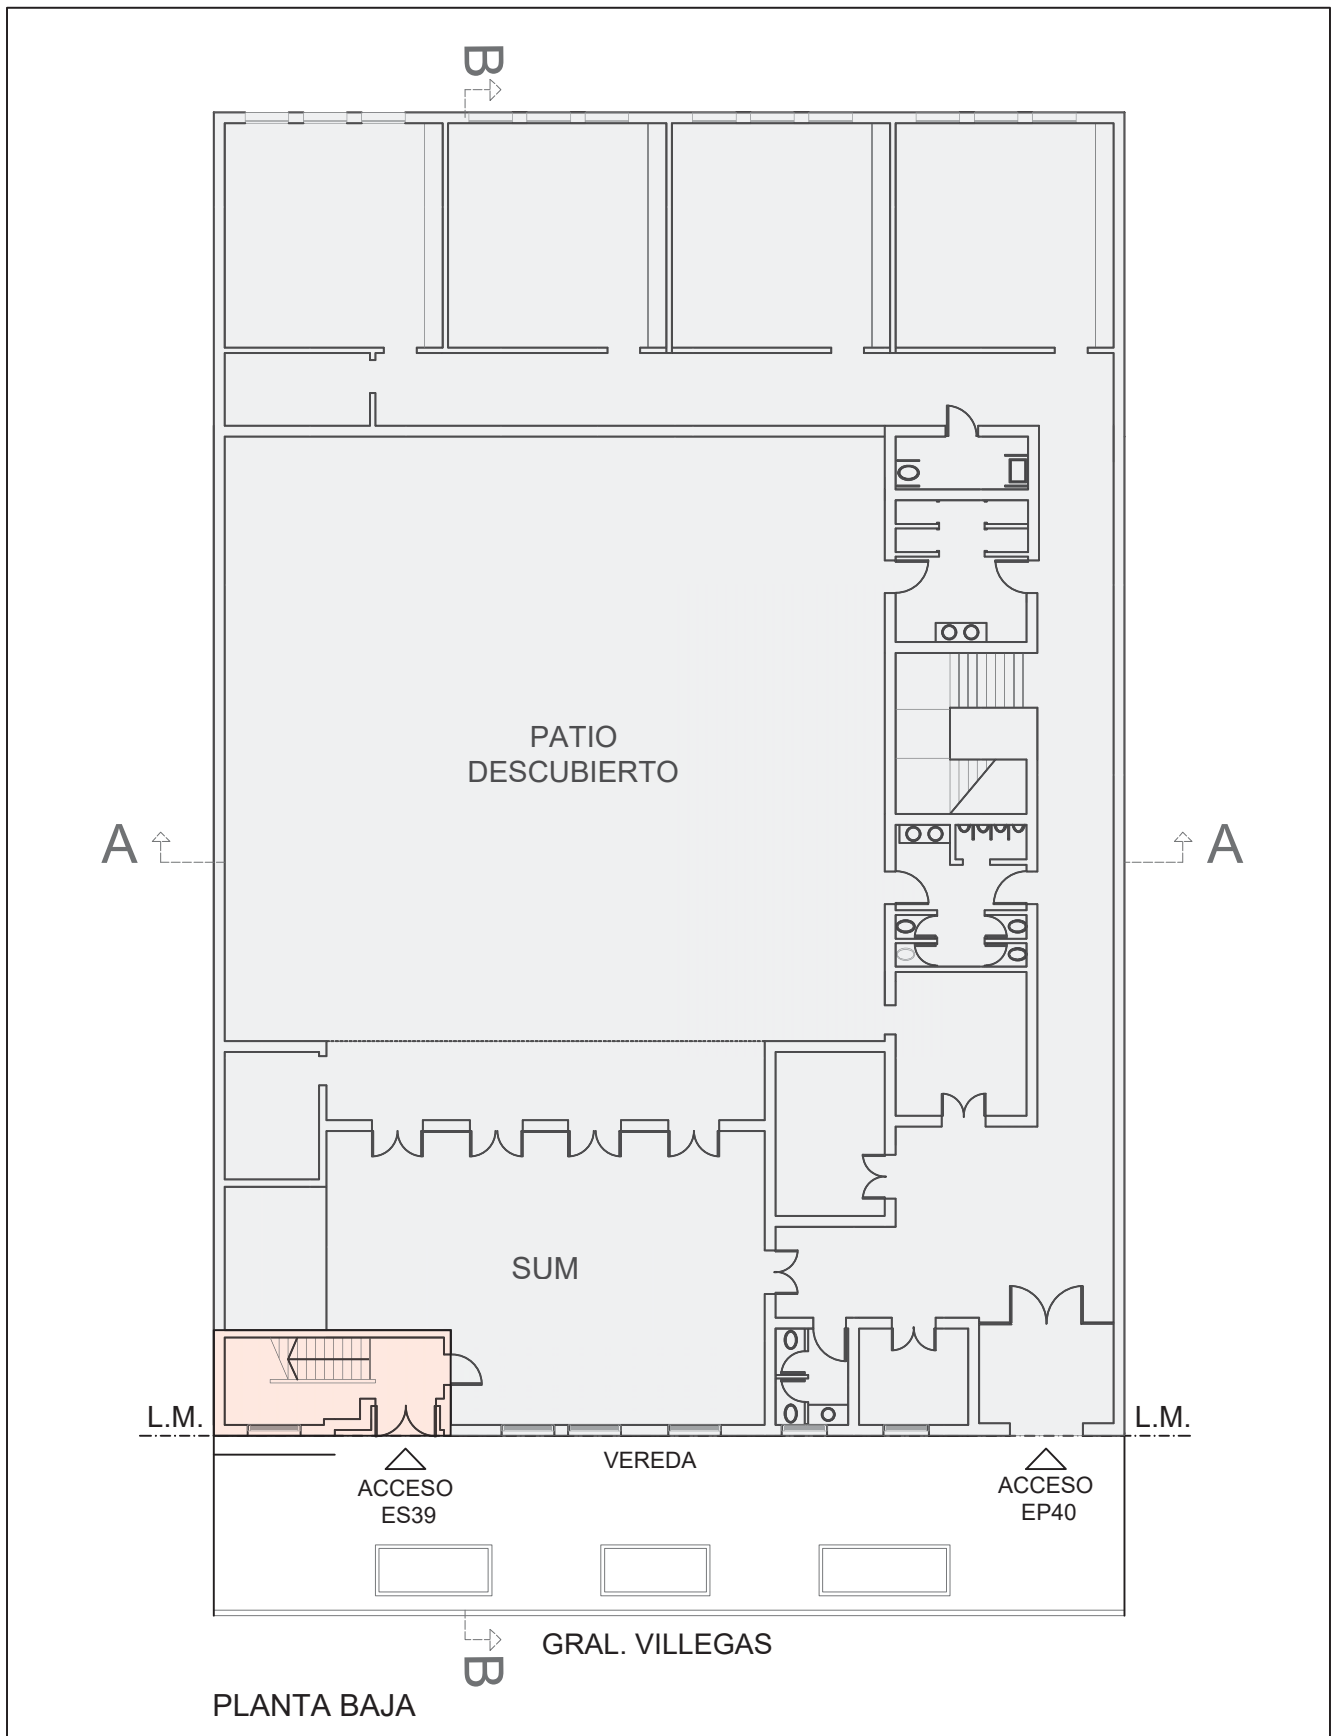 B
PATIO
DESCUBIERTO
A
A
SUM
L.M.
L.M.
VEREDA
ACCESO
ES39
ACCESO
EP40
GRAL. VILLEGAS
B
PLANTA BAJA